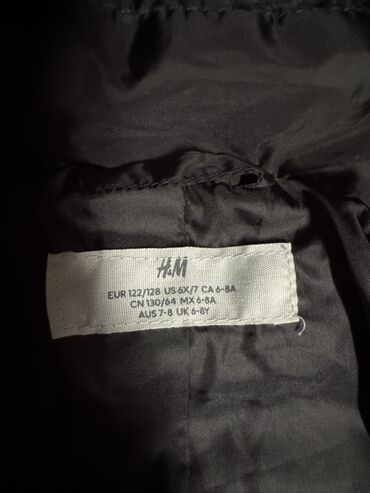 H&M
EUR 122/128 US 6X/7 CA 6-8A
CN 130/64 MX 6-8A
AUS 7-8 UK 6-8Y